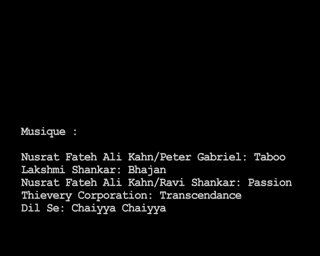 Musique :
Nusrat Fateh Ali Kahn/Peter Gabriel: Taboo
Lakshmi Shankar: Bhajan
Nusrat Fateh Ali Kahn/Ravi Shankar: Passion
Thievery Corporation: Transcendance
Dil Se: Chaiyya Chaiyya